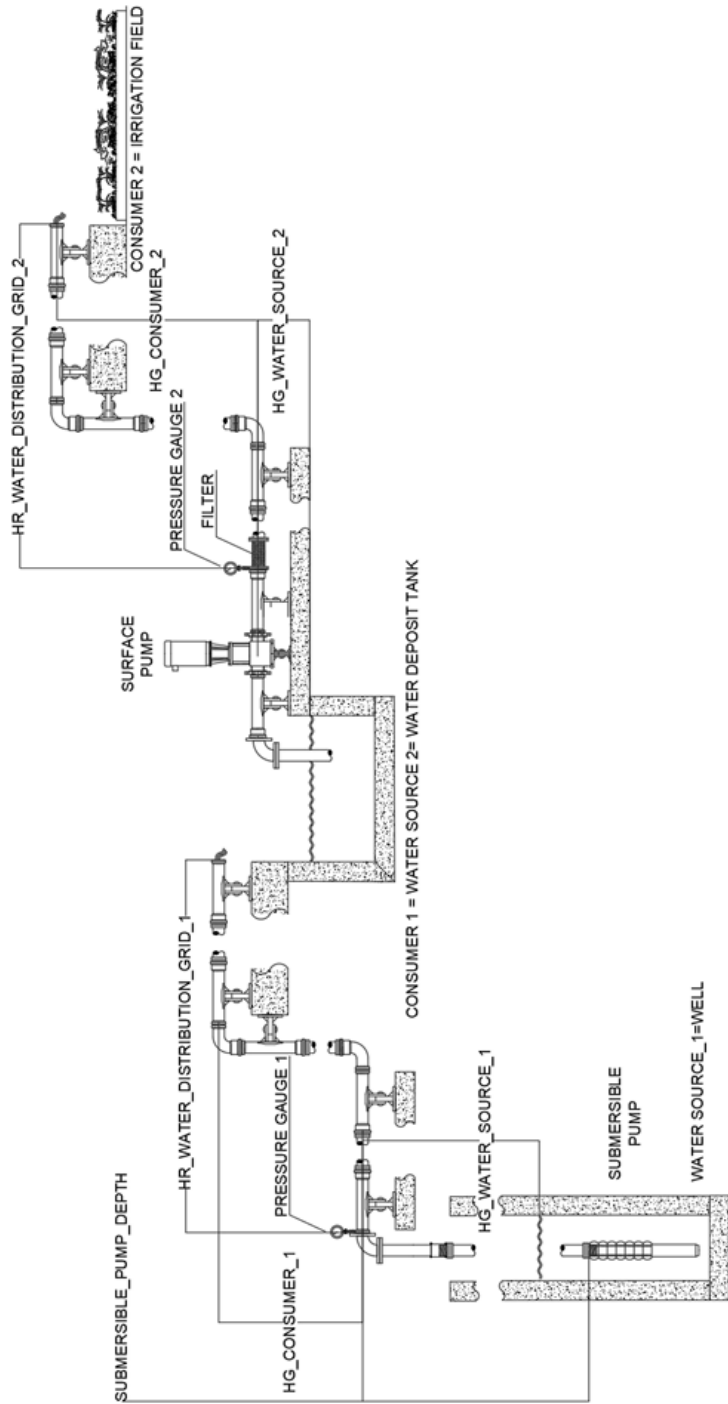 SUBMERSIBLE_PUMP_DEPTH
HG_CONSUMER_1
HR_WATER_DISTRIBUTION_GRID_1
PRESSURE GAUGE 1
HG_WATER_SOURCE_1
SUBMERSIBLE
PUMP
WATER SOURCE_1=WELL
CONSUMER 1 = WATER SOURCE 2= WATER DEPOSIT TANK
SURFACE
PUMP
HR_WATER_DISTRIBUTION_GRID_2
PRESSURE GAUGE 2
FILTER
HG_CONSUMER_2
HG_WATER_SOURCE_2
CONSUMER 2 = IRRIGATION FIELD